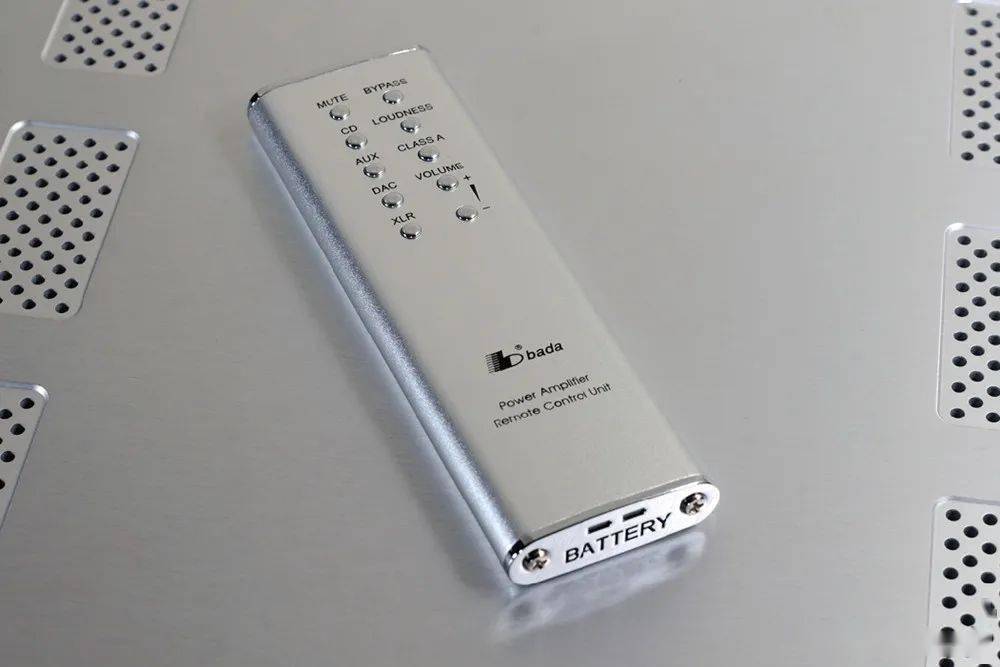 MUTE BYPASS
CD LOUDNESS
AUX CLASS A
DAC VOLUME +
XLR −
® bada
Power Amplifier
Remote Control Unit
BATTERY